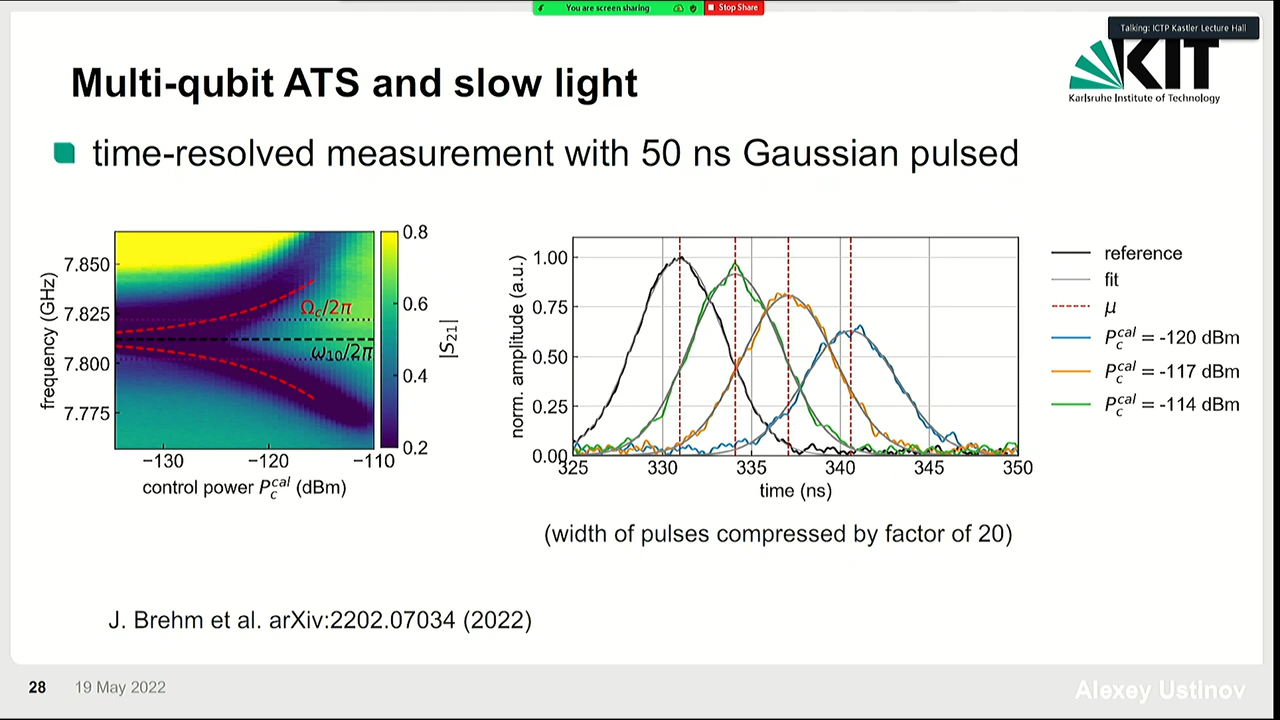 You are screen sharing
Stop Share
Talking: ICTP Kastler Lecture Hall
KIT
Karlsruhe Institute of Technology
Multi-qubit ATS and slow light
time-resolved measurement with 50 ns Gaussian pulsed
7.850
7.825
7.800
7.775
frequency (GHz)
Ω_c/2π
ω₁₀/2π
−130
−120
−110
control power P_c^cal (dBm)
0.8
0.6
0.4
0.2
|S₂₁|
1.00
0.75
0.50
0.25
0.00
norm. amplitude (a.u.)
325
330
335
340
345
350
time (ns)
reference
fit
μ
P_c^cal = -120 dBm
P_c^cal = -117 dBm
P_c^cal = -114 dBm
(width of pulses compressed by factor of 20)
J. Brehm et al. arXiv:2202.07034 (2022)
28 19 May 2022
Alexey Ustinov